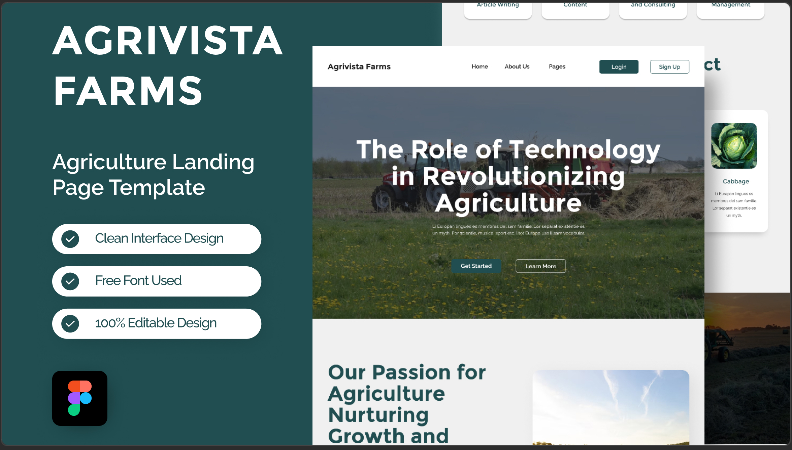 AGRIVISTA
FARMS
Agriculture Landing
Page Template
Clean Interface Design
Free Font Used
100% Editable Design
Article Writing
Content
and Consulting
Management
ct
Agrivista Farms
Home
About Us
Pages
Login
Sign Up
The Role of Technology
in Revolutionizing
Agriculture
Get Started
Learn More
Cabbage
Our Passion for
Agriculture
Nurturing
Growth and